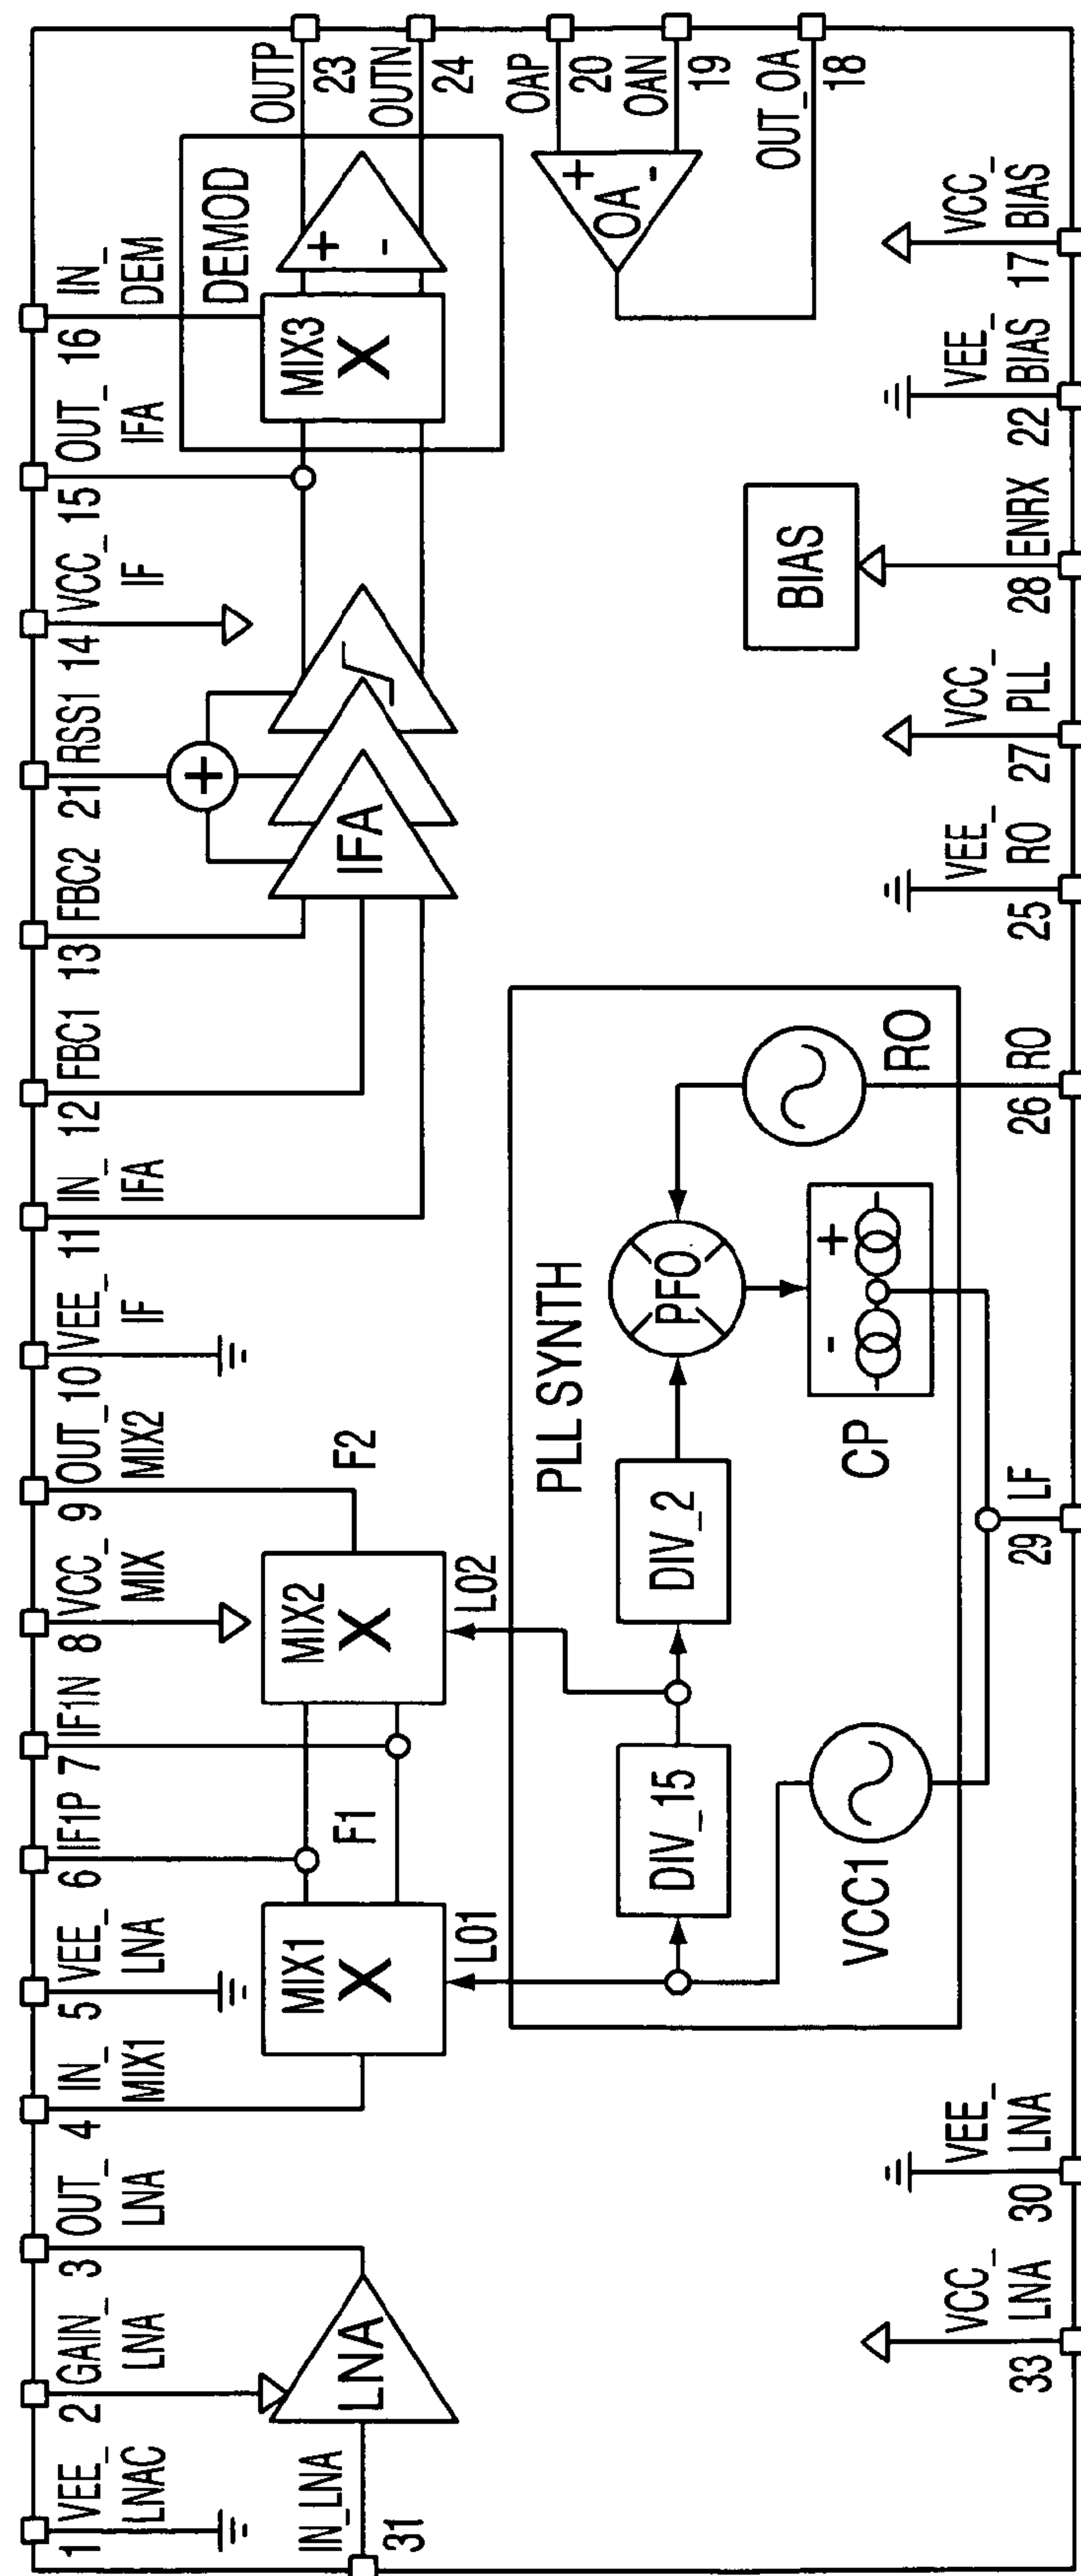 1 VEE_
LNAC
2 GAIN_
LNA
3 OUT_
LNA
4 IN_
MIX1
5 VEE_
LNA
6 IF1P
7 IF1N
8 VCC_
MIX
9 OUT_
MIX2
10 VEE_
IF
11 IN_
IFA
12 FBC1
13 FBC2
21 RSS1
14 VCC_
IF
15 OUT_
IFA
16 IN_
DEM
IN_LNA
31
LNA
MIX1
X
F1
MIX2
X
F2
LO1
LO2
IFA
+
DEMOD
MIX3
X
+
-
OUTP
23
OUTN
24
OAP
20
OAN
19
OUT_OA
18
+
OA
-
PLL SYNTH
DIV_15
DIV_2
PFO
VCC1
CP
-
+
RO
BIAS
33 VCC_
LNA
30 VEE_
LNA
29 LF
26 RO
25 VEE_
RO
27 VCC_
PLL
28 ENRX
22 VEE_
BIAS
17 VCC_
BIAS